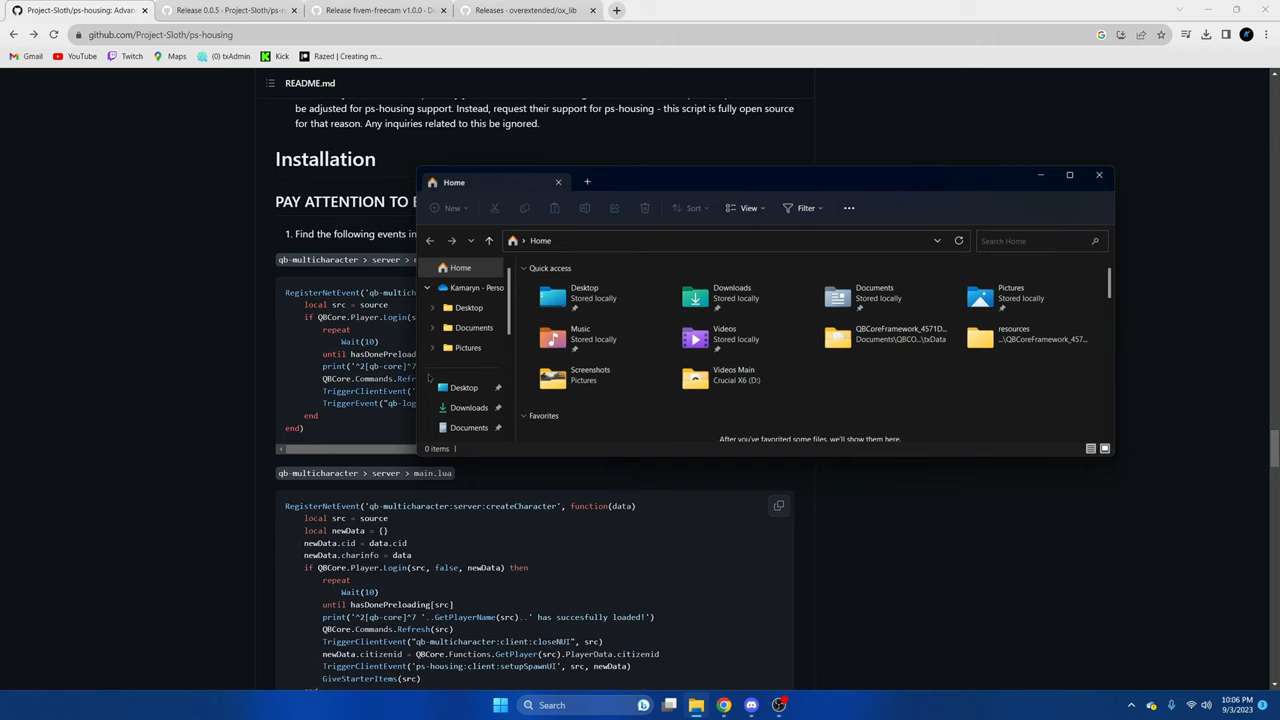 Project-Sloth/ps-housing: Advan
Release 0.0.5 · Project-Sloth/ps-h
Release fivem-freecam v1.0.0 · De
Releases · overextended/ox_lib
github.com/Project-Sloth/ps-housing
Gmail
YouTube
Twitch
Maps
(0) txAdmin
Kick
Razed | Creating m...
README.md
be adjusted for ps-housing support. Instead, request their support for ps-housing - this script is fully open source
for that reason. Any inquiries related to this be ignored.
Installation
PAY ATTENTION TO E
1. Find the following events in
qb-multicharacter > server > m
RegisterNetEvent('qb-multicha
local src = source
if QBCore.Player.Login(s
repeat
Wait(10)
until hasDonePreloading
print('^2[qb-core]^7
QBCore.Commands.Refr
TriggerClientEvent('
TriggerEvent("qb-log
end
end)
Home
New
Sort
View
Filter
Home
Search Home
Home
Kamaryn - Perso
Desktop
Documents
Pictures
Desktop
Downloads
Documents
Quick access
Desktop
Stored locally
Downloads
Stored locally
Documents
Stored locally
Pictures
Stored locally
Music
Stored locally
Videos
Stored locally
QBCoreFramework_4571D...
Documents\QBCO...\txData
resources
...\QBCoreFramework_457...
Screenshots
Pictures
Videos Main
Crucial X6 (D:)
Favorites
After you've favorited some files, we'll show them here.
0 items
qb-multicharacter > server > main.lua
RegisterNetEvent('qb-multicharacter:server:createCharacter', function(data)
local src = source
local newData = {}
newData.cid = data.cid
newData.charinfo = data
if QBCore.Player.Login(src, false, newData) then
repeat
Wait(10)
until hasDonePreloading[src]
print('^2[qb-core]^7 '..GetPlayerName(src)..' has succesfully loaded!')
QBCore.Commands.Refresh(src)
TriggerClientEvent("qb-multicharacter:client:closeNUI", src)
newData.citizenid = QBCore.Functions.GetPlayer(src).PlayerData.citizenid
TriggerClientEvent('ps-housing:client:setupSpawnUI', src, newData)
GiveStarterItems(src)
Search
10:06 PM
9/3/2023